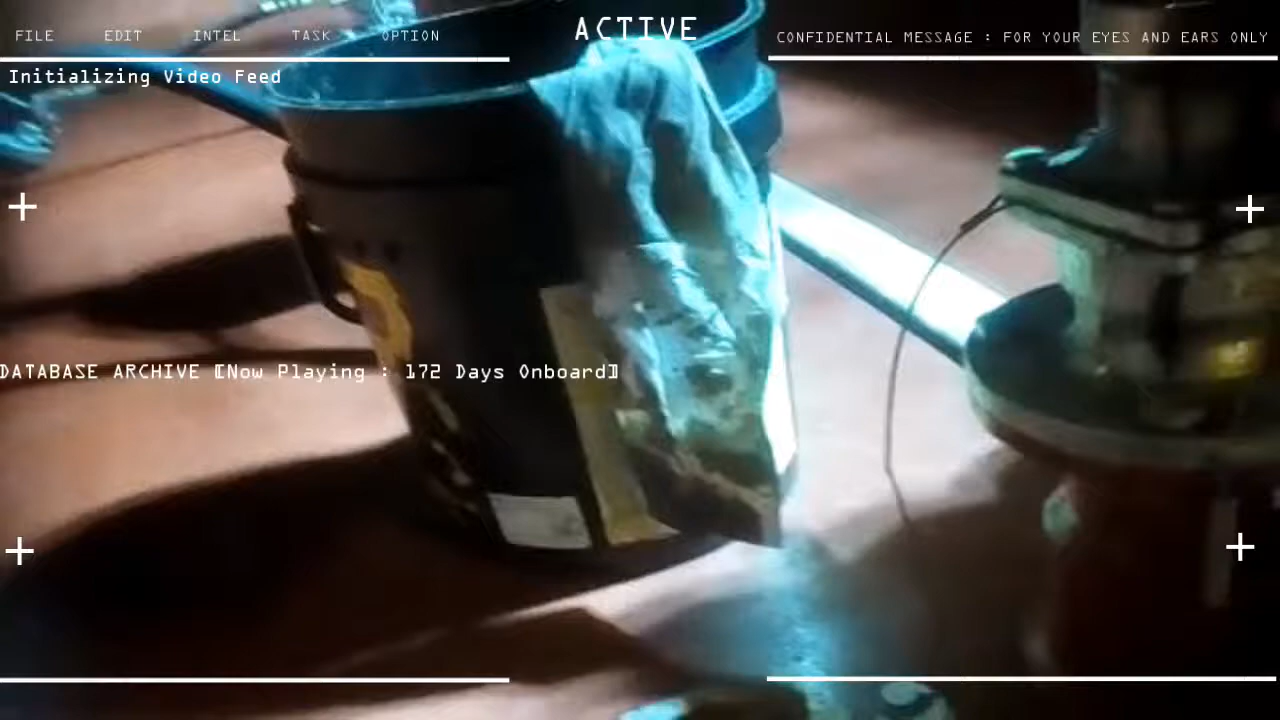 FILE EDIT INTEL TASK OPTION
ACTIVE
CONFIDENTIAL MESSAGE : FOR YOUR EYES AND EARS ONLY
Initializing Video Feed
DATABASE ARCHIVE [Now Playing : 172 Days Onboard]